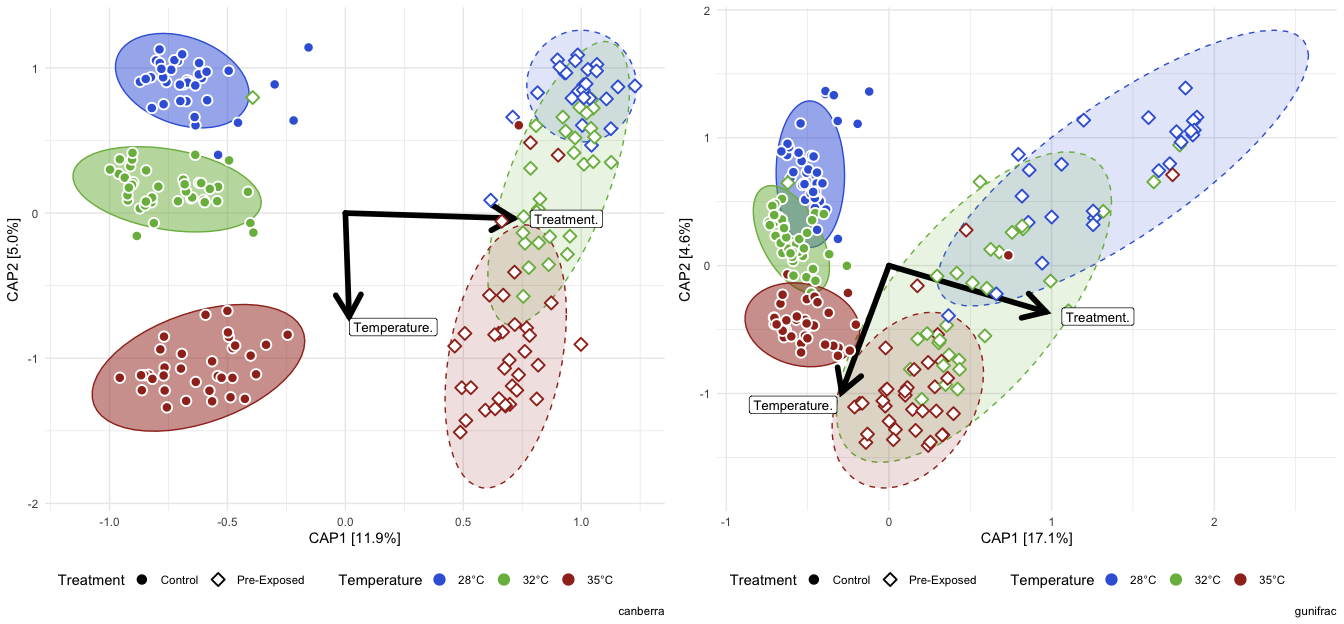 CAP2 [5.0%]
1
0
-1
-2
Treatment.
Temperature.
-1.0
-0.5
0.0
0.5
1.0
CAP1 [11.9%]
Treatment Control Pre-Exposed Temperature 28°C 32°C 35°C
canberra
CAP2 [4.6%]
2
1
0
-1
Treatment.
Temperature.
-1
0
1
2
CAP1 [17.1%]
Treatment Control Pre-Exposed Temperature 28°C 32°C 35°C
gunifrac